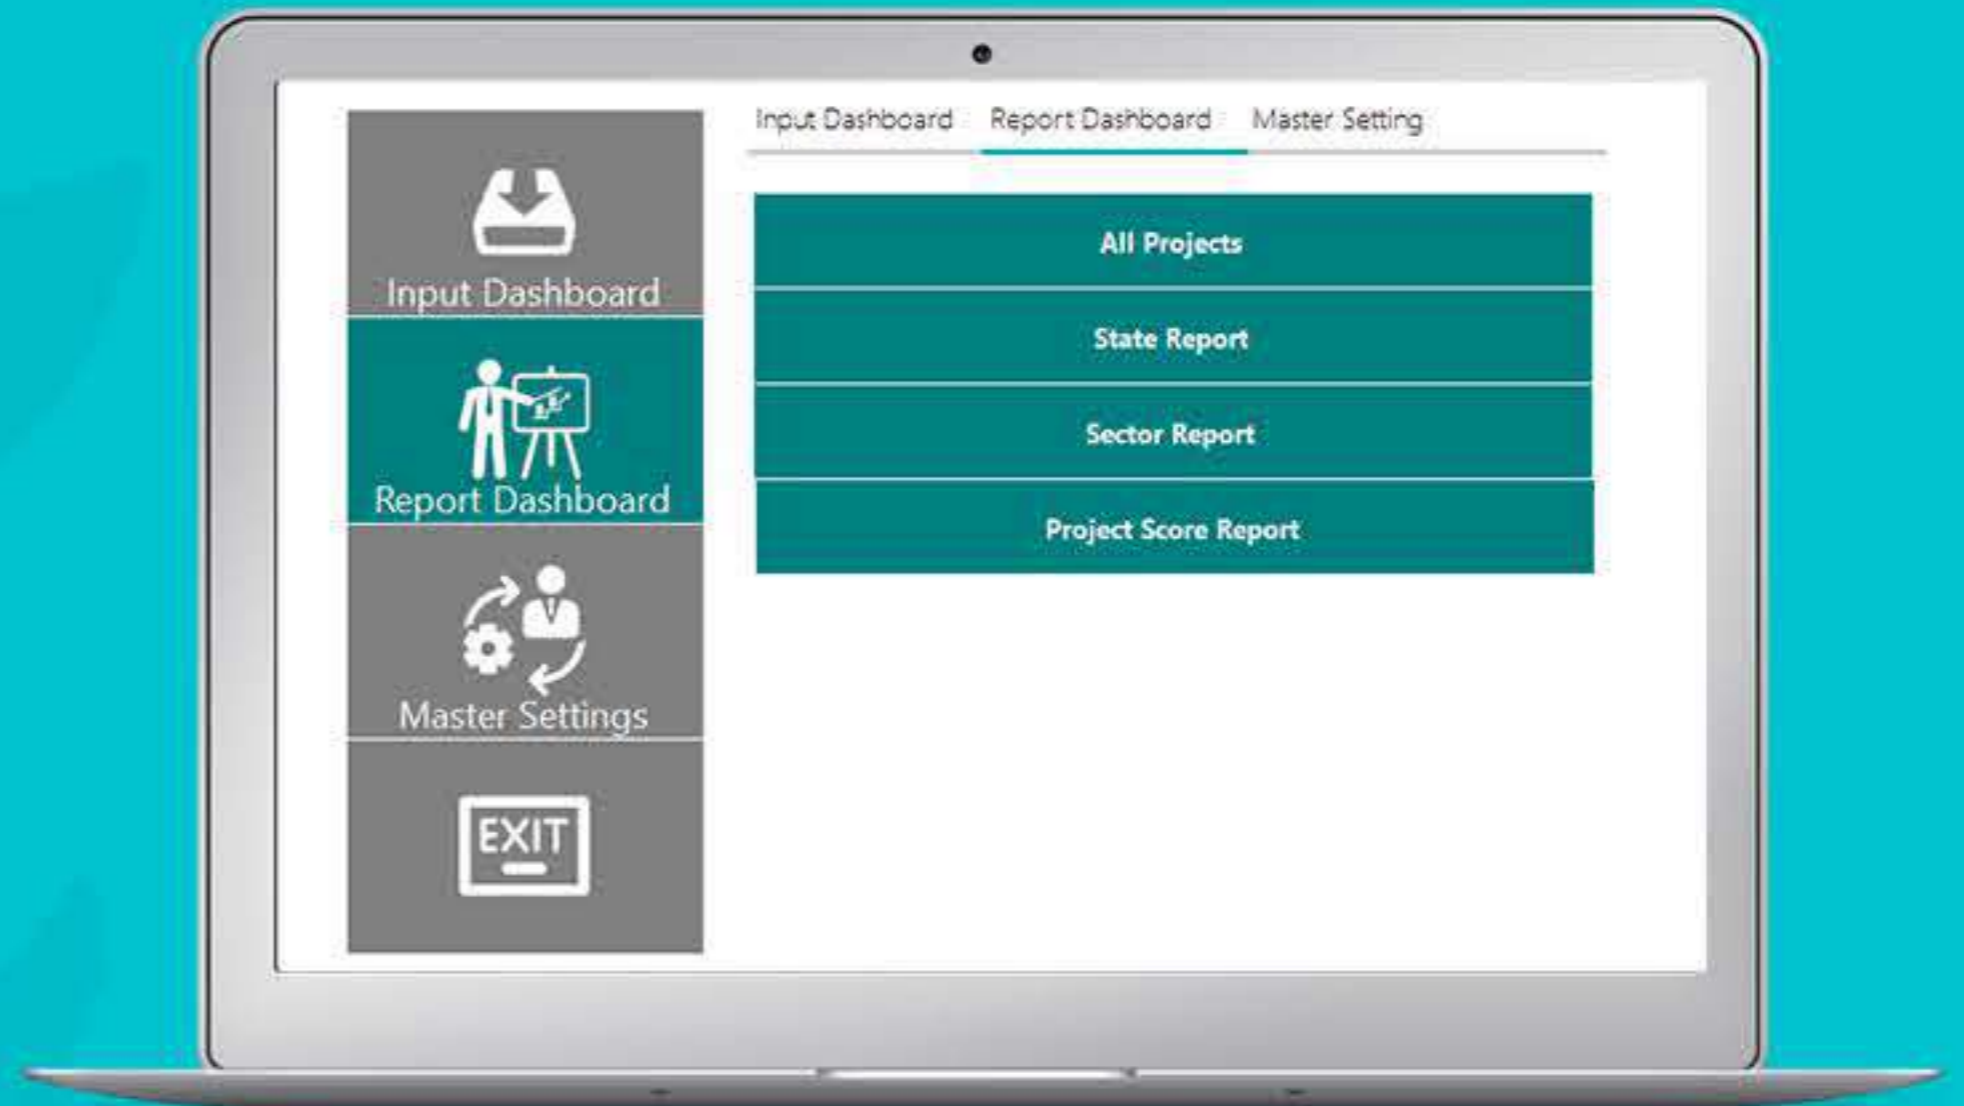 Input Dashboard
Report Dashboard
Master Settings
EXIT
Input Dashboard Report Dashboard Master Setting
All Projects
State Report
Sector Report
Project Score Report